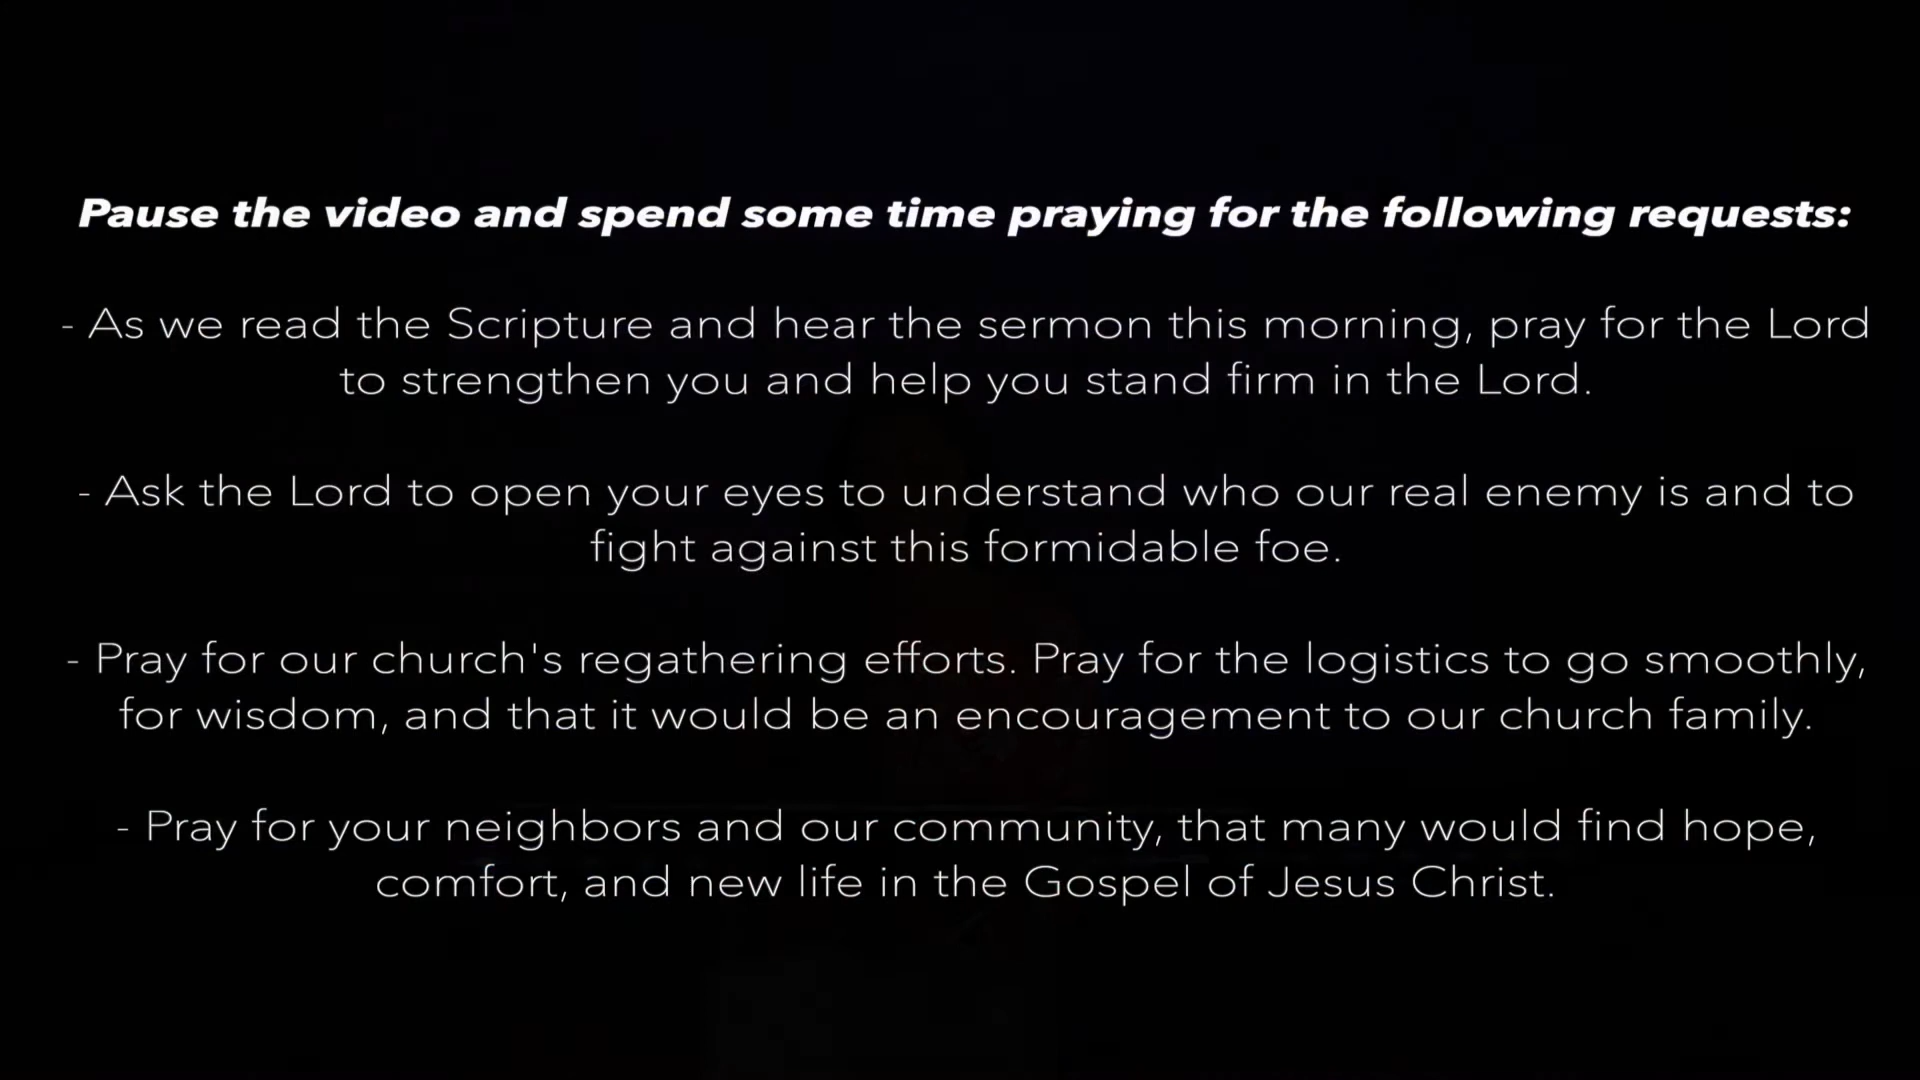 Pause the video and spend some time praying for the following requests:
- As we read the Scripture and hear the sermon this morning, pray for the Lord
to strengthen you and help you stand firm in the Lord.
- Ask the Lord to open your eyes to understand who our real enemy is and to
fight against this formidable foe.
- Pray for our church's regathering efforts. Pray for the logistics to go smoothly,
for wisdom, and that it would be an encouragement to our church family.
- Pray for your neighbors and our community, that many would find hope,
comfort, and new life in the Gospel of Jesus Christ.